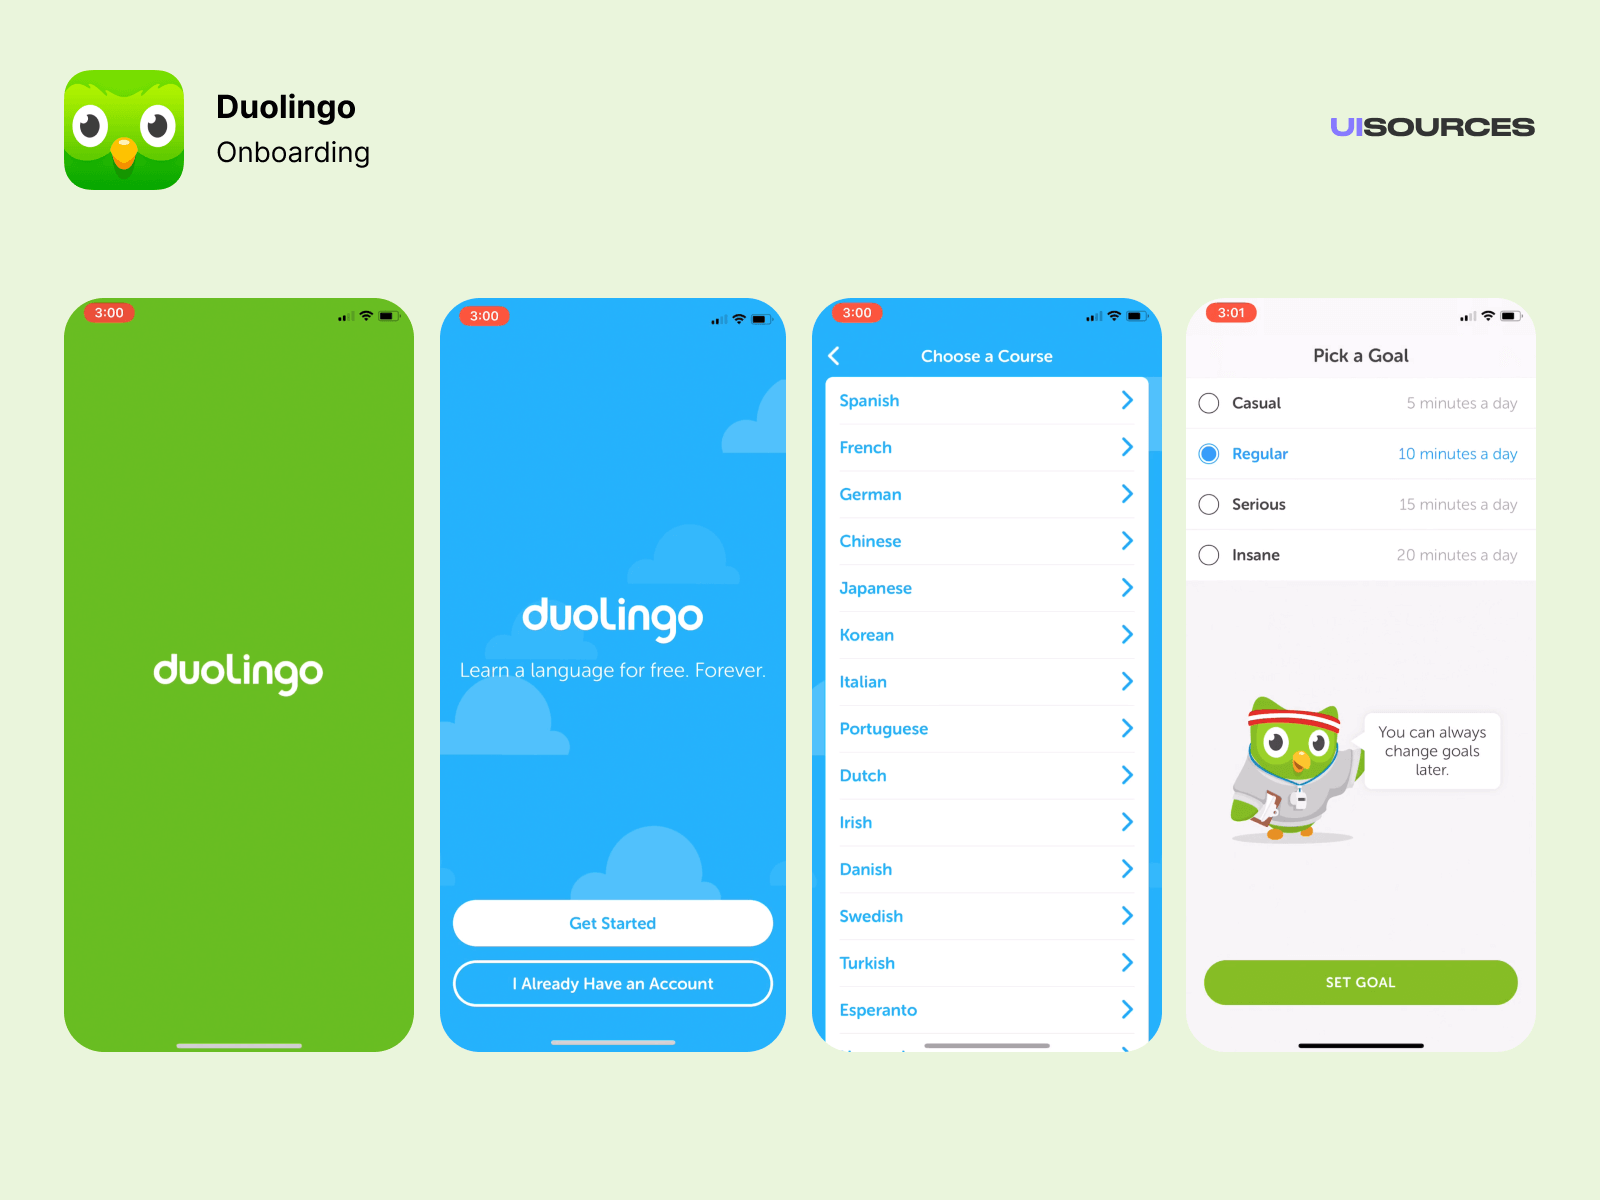 Duolingo
Onboarding
UISOURCES
3:00
duolingo
3:00
duolingo
Learn a language for free. Forever.
Get Started
I Already Have an Account
3:00
Choose a Course
Spanish
French
German
Chinese
Japanese
Korean
Italian
Portuguese
Dutch
Irish
Danish
Swedish
Turkish
Esperanto
3:01
Pick a Goal
Casual 5 minutes a day
Regular 10 minutes a day
Serious 15 minutes a day
Insane 20 minutes a day
You can always
change goals
later.
SET GOAL